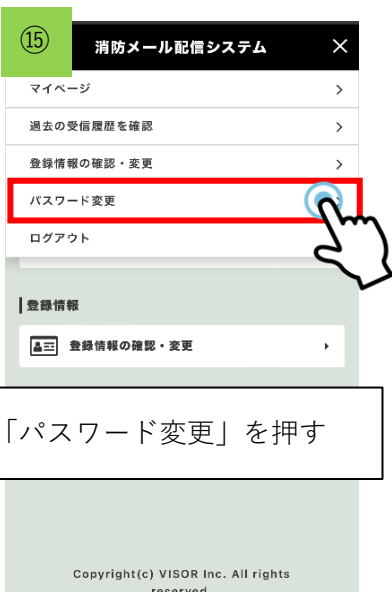 ⑮
消防メール配信システム
マイページ
過去の受信履歴を確認
登録情報の確認・変更
パスワード変更
ログアウト
登録情報
登録情報の確認・変更
「パスワード変更」を押す
Copyright(c) VISOR Inc. All rights
reserved